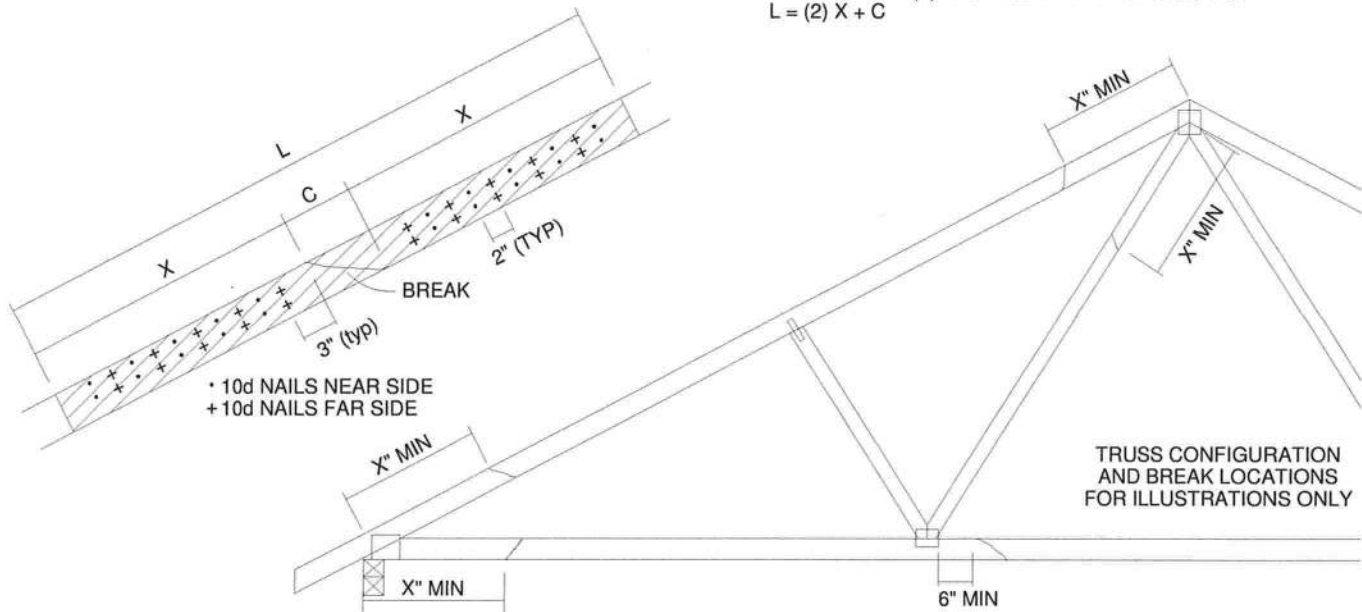 L = (2) X + C
X" MIN
L
X
C
X
2" (TYP)
BREAK
3" (typ)
• 10d NAILS NEAR SIDE
+ 10d NAILS FAR SIDE
X" MIN
X" MIN
TRUSS CONFIGURATION
AND BREAK LOCATIONS
FOR ILLUSTRATIONS ONLY
X" MIN
6" MIN